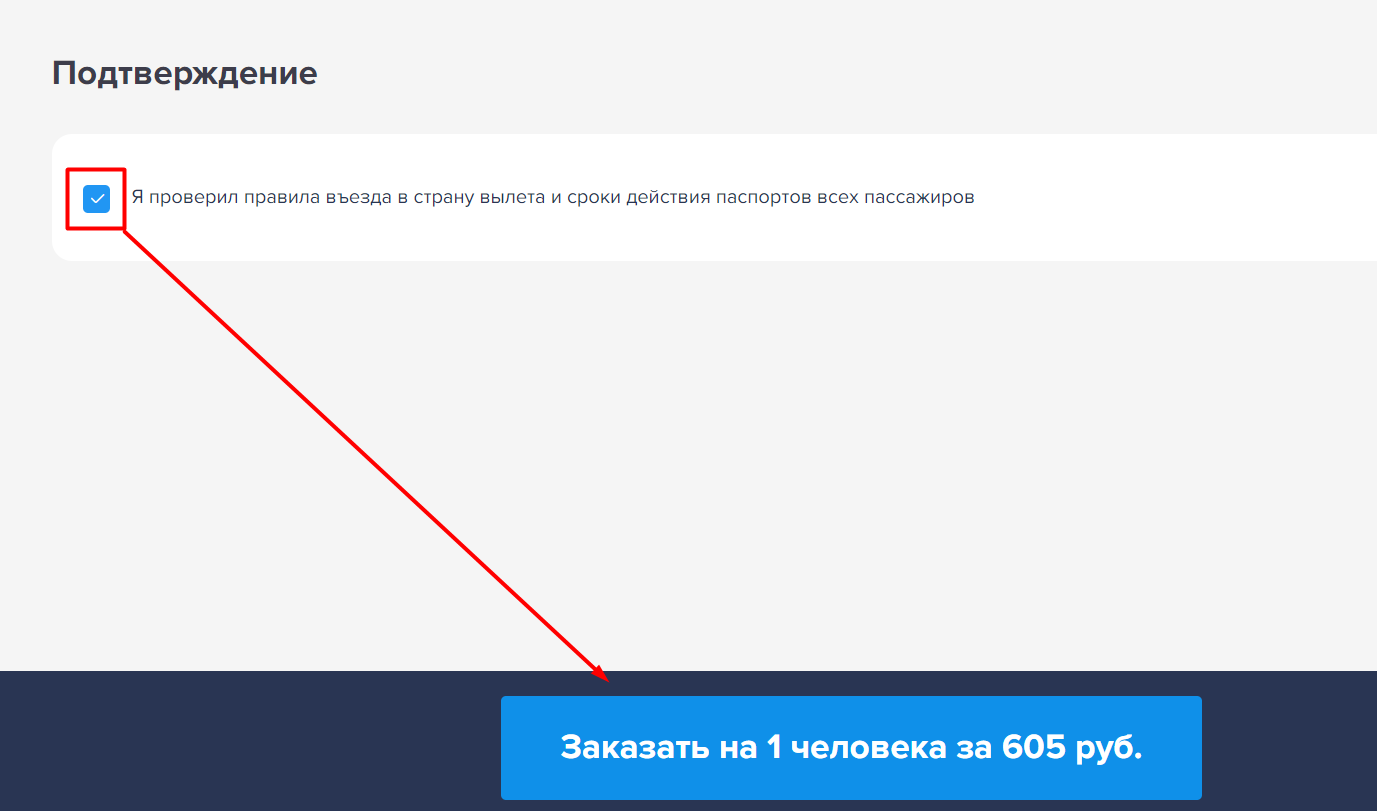 Подтверждение
Я проверил правила въезда в страну вылета и сроки действия паспортов всех пассажиров
Заказать на 1 человека за 605 руб.